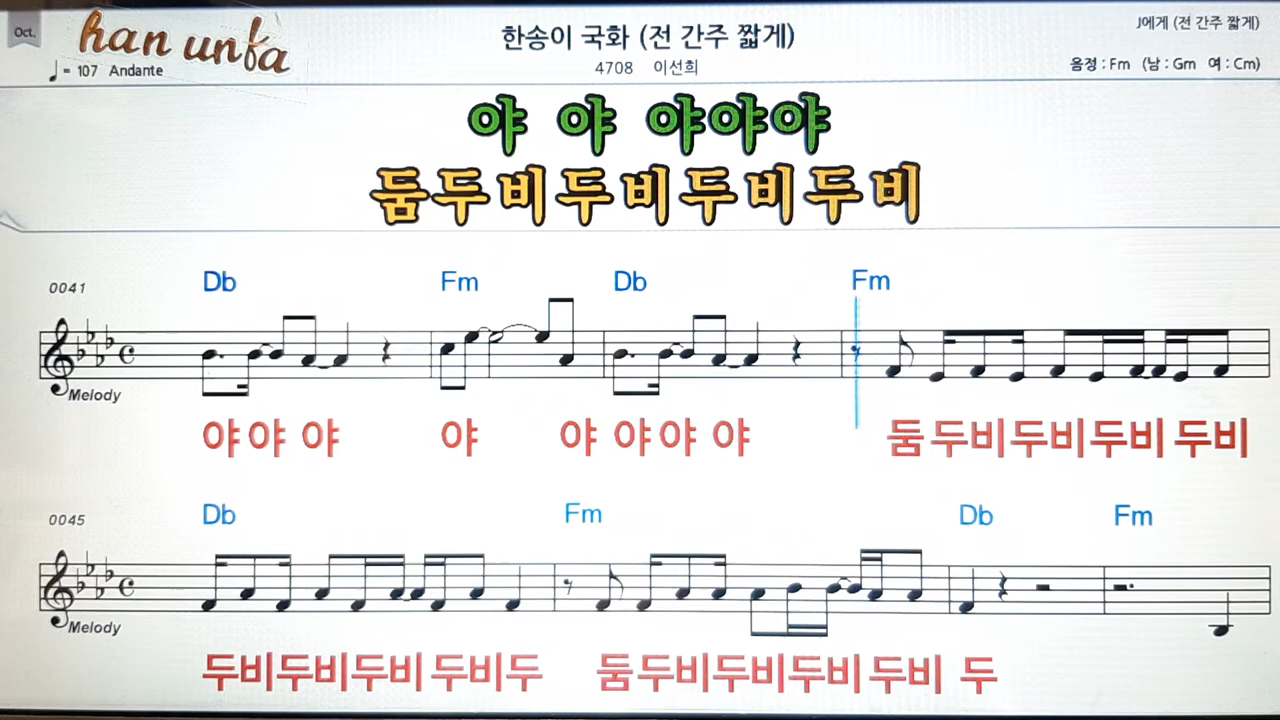 Oct.
han unfa
♩= 107 Andante
한송이 국화 (전 간주 짧게)
4708 이선희
J에게 (전 간주 짧게)
음정 : Fm (남 : Gm 여 : Cm)
야 야 야야야
둠두비두비두비두비
0041
Db Fm Db Fm
Melody
야야 야 야 야 야야 야 둠두비두비두비 두비
0045
Db Fm Db Fm
Melody
두비두비두비 두비두 둠두비두비두비 두비 두